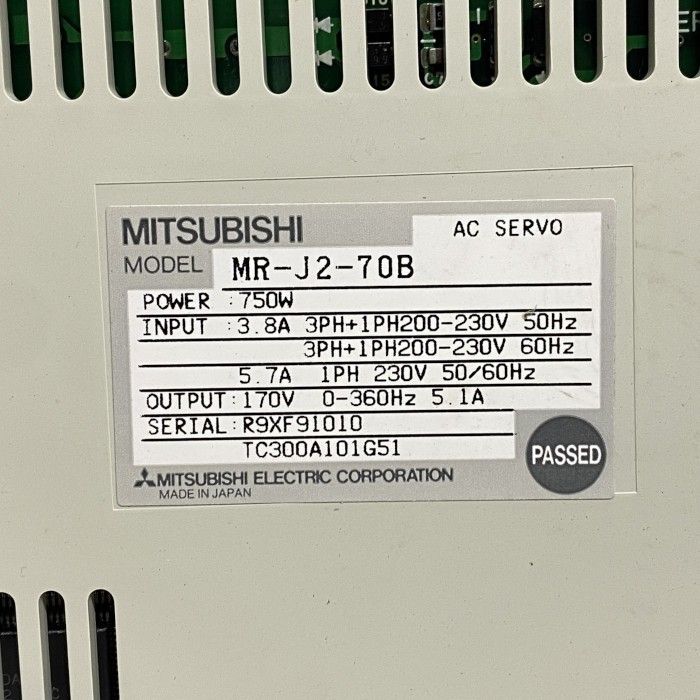 MITSUBISHI
AC SERVO
MODEL MR-J2-70B
POWER :750W
INPUT :3.8A 3PH+1PH200-230V 50Hz
3PH+1PH200-230V 60Hz
5.7A 1PH 230V 50/60Hz
OUTPUT:170V 0-360Hz 5.1A
SERIAL:R9XF91010
TC300A101G51
PASSED
MITSUBISHI ELECTRIC CORPORATION
MADE IN JAPAN